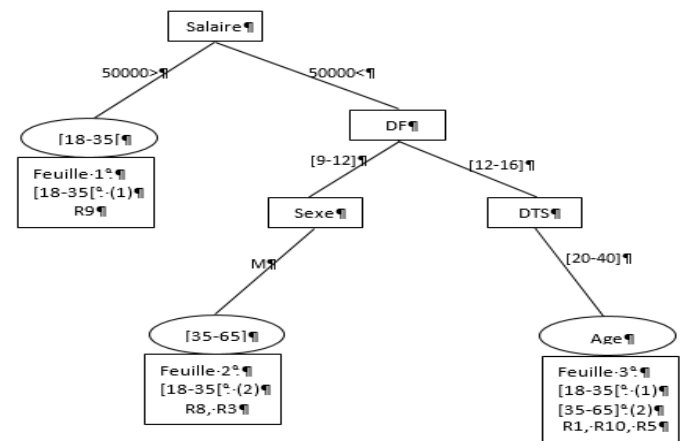 Salaire¶
50000>¶
50000<¶
[18-35[¶
DF¶
Feuille·1°:¶
[18-35[°:·(1)¶
R9¶
[9-12]¶
[12-16]¶
Sexe¶
DTS¶
M¶
[20-40]¶
[35-65]¶
Age¶
Feuille·2°:¶
[18-35[°:·(2)¶
R8,·R3¶
Feuille·3°:¶
[18-35[°:·(1)¶
[35-65]°:(2)¶
R1,·R10,·R5¶